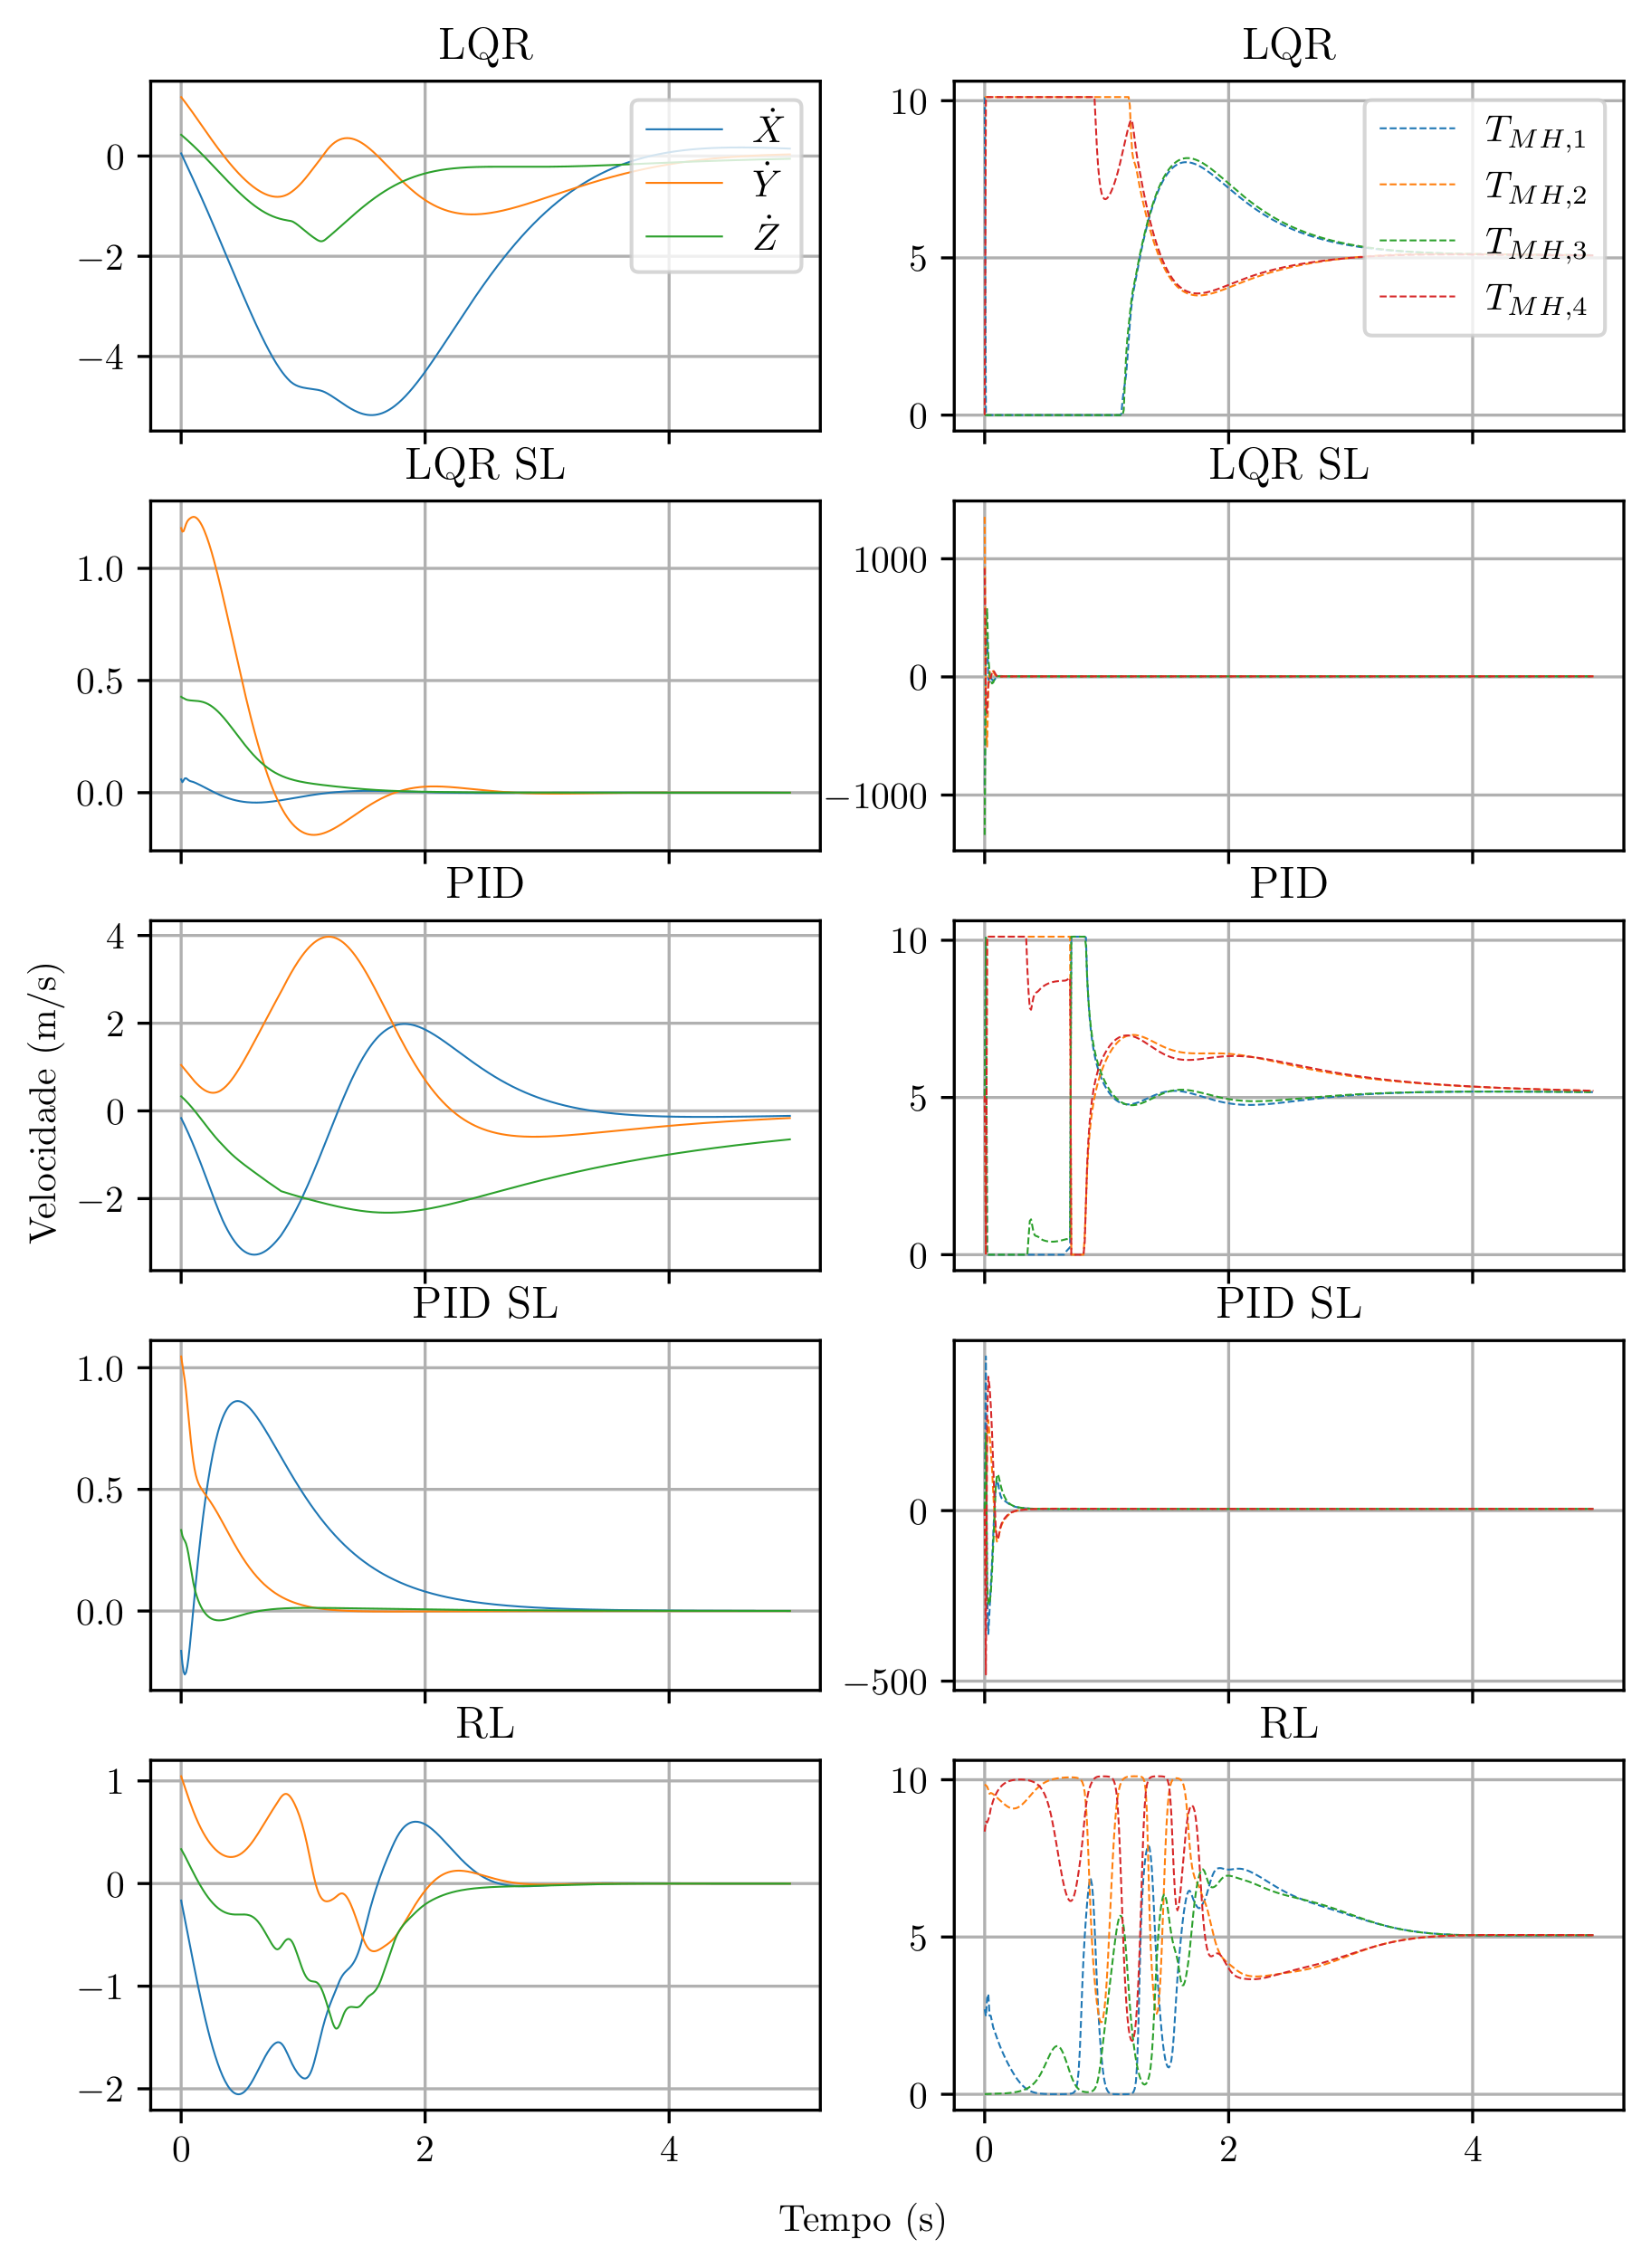 LQR
LQR
0
−2
−4
Ẋ
Ẏ
Ż
10
5
0
T_{MH,1}
T_{MH,2}
T_{MH,3}
T_{MH,4}
LQR SL
LQR SL
1.0
0.5
0.0
1000
0
−1000
PID
PID
4
2
0
−2
10
5
0
Velocidade (m/s)
PID SL
PID SL
1.0
0.5
0.0
0
−500
RL
RL
1
0
−1
−2
10
5
0
0 2 4
0 2 4
Tempo (s)